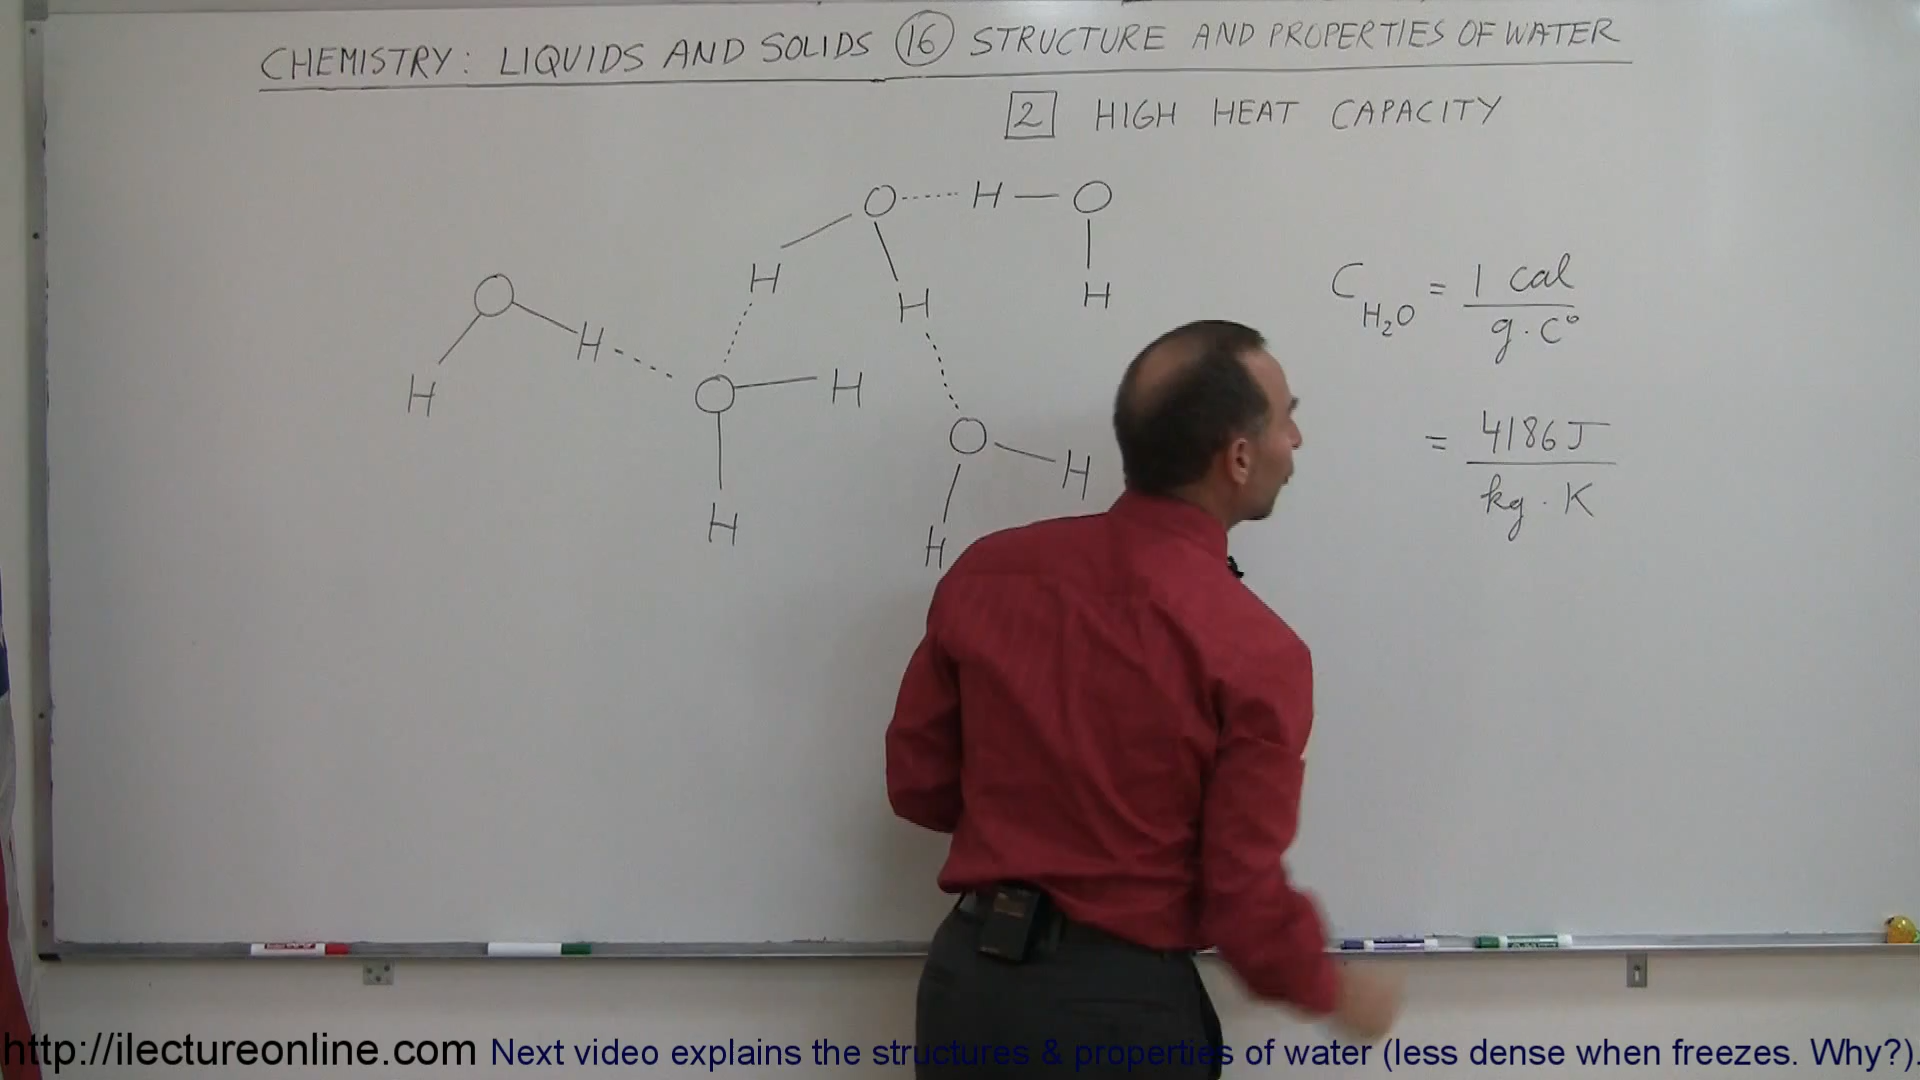 CHEMISTRY: LIQUIDS AND SOLIDS 16 STRUCTURE AND PROPERTIES OF WATER
2 HIGH HEAT CAPACITY
O H O
H H H
O H O H
H H
O H
H
C H₂O = 1 cal / g · C°
= 4186 J / kg · K
http://ilectureonline.com Next video explains the structures & properties of water (less dense when freezes. Why?).